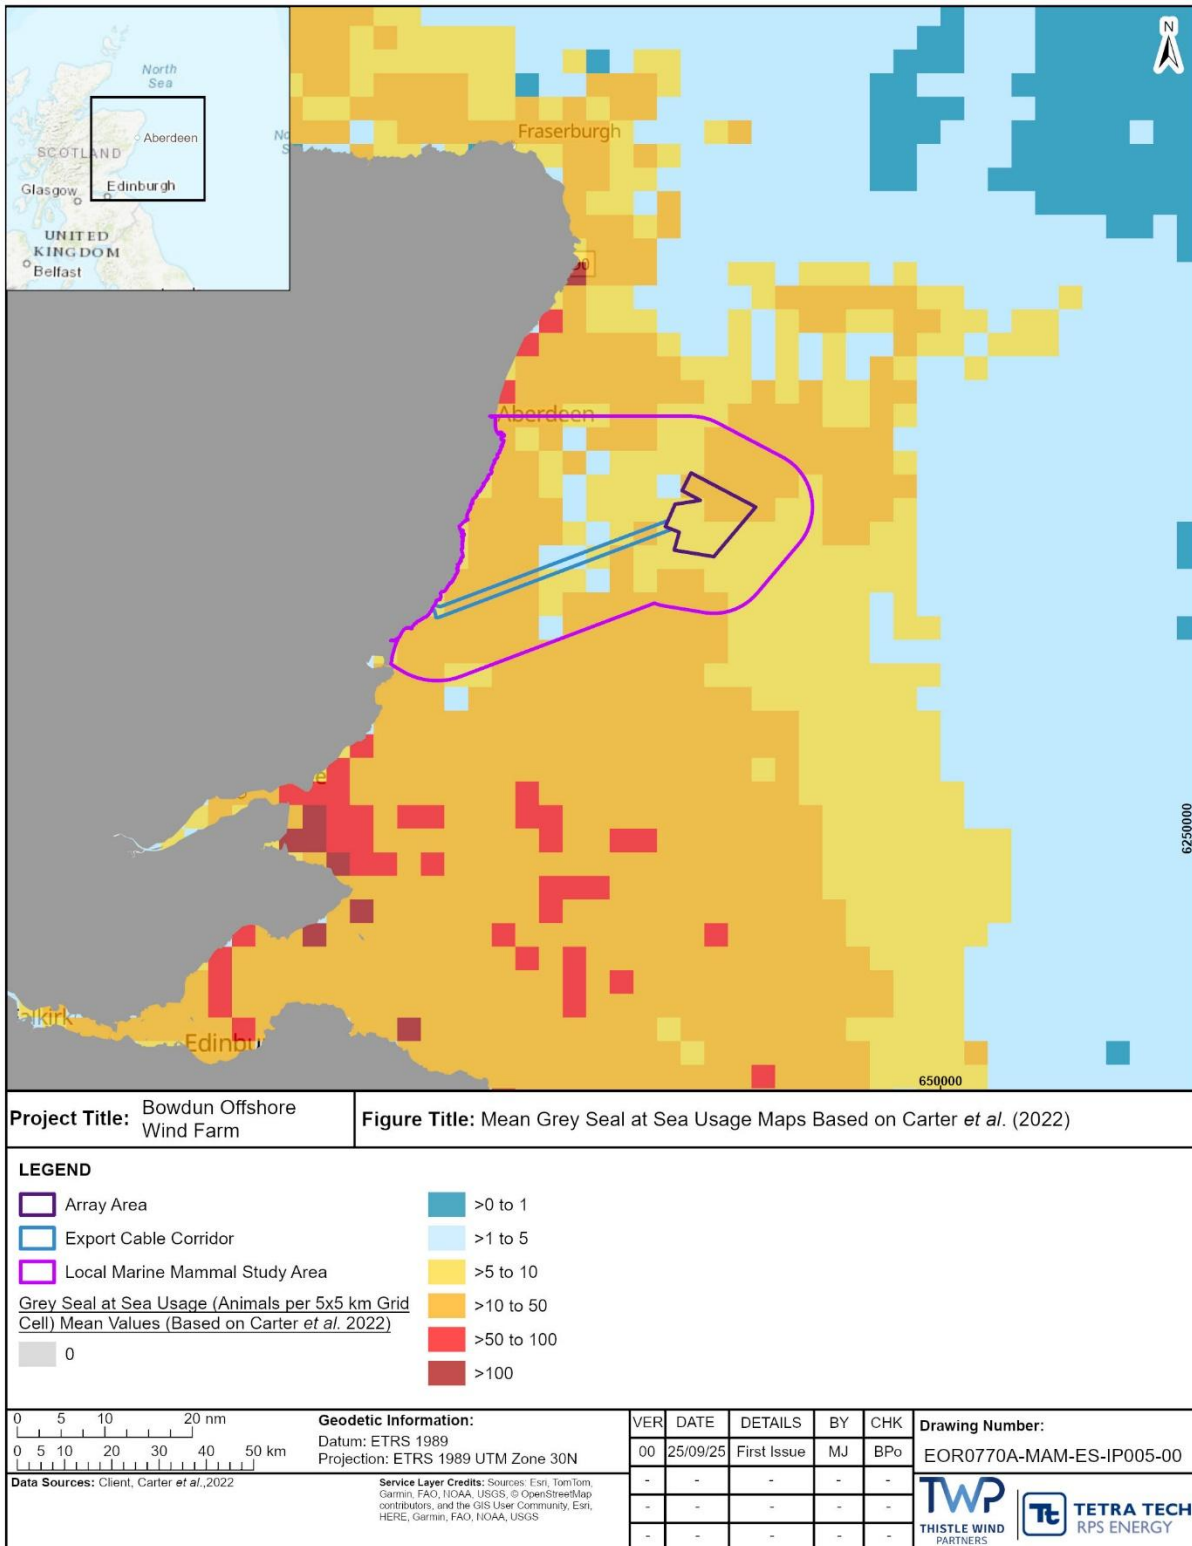 North
Sea
Aberdeen
SCOTLAND
Glasgow
Edinburgh
UNITED
KINGDOM
Belfast
N
Fraserburgh
Aberdeen
6250000
650000
Project Title: Bowdun Offshore
Wind Farm
Figure Title: Mean Grey Seal at Sea Usage Maps Based on Carter et al. (2022)
LEGEND
Array Area
Export Cable Corridor
Local Marine Mammal Study Area
Grey Seal at Sea Usage (Animals per 5x5 km Grid
Cell) Mean Values (Based on Carter et al. 2022)
0
>0 to 1
>1 to 5
>5 to 10
>10 to 50
>50 to 100
>100
0 5 10 20 nm
0 5 10 20 30 40 50 km
Geodetic Information:
Datum: ETRS 1989
Projection: ETRS 1989 UTM Zone 30N
Data Sources: Client, Carter et al.,2022
Service Layer Credits: Sources: Esri, TomTom,
Garmin, FAO, NOAA, USGS, © OpenStreetMap
contributors, and the GIS User Community, Esri,
HERE, Garmin, FAO, NOAA, USGS
VER DATE DETAILS BY CHK
00 25/09/25 First Issue MJ BPo
- - - - -
- - - - -
- - - - -
Drawing Number:
EOR0770A-MAM-ES-IP005-00
TWP
THISTLE WIND
PARTNERS
Tt
TETRA TECH
RPS ENERGY